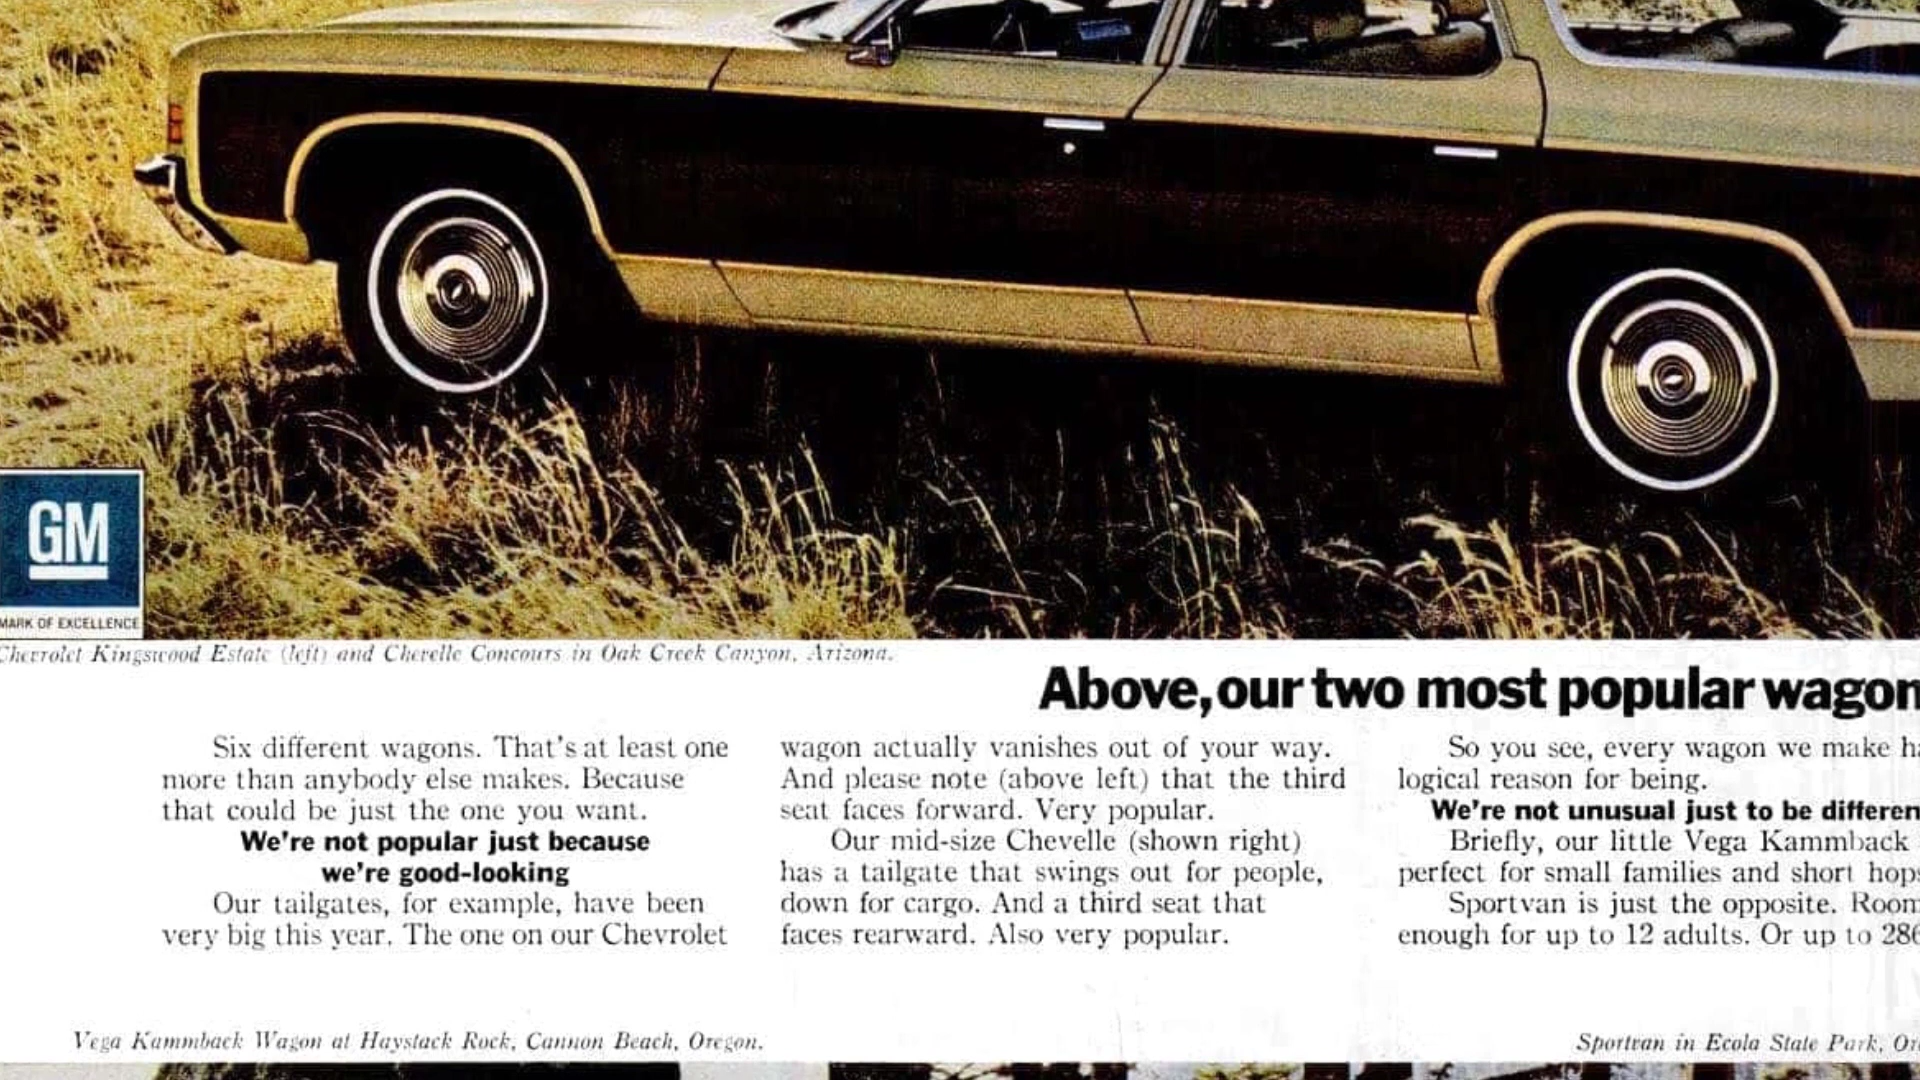 GM
MARK OF EXCELLENCE
Chevrolet Kingswood Estate (left) and Chevelle Concours in Oak Creek Canyon, Arizona.
Above, our two most popular
Six different wagons. That's at least one
more than anybody else makes. Because
that could be just the one you want.
We're not popular just because
we're good-looking
Our tailgates, for example, have been
very big this year. The one on our Chevrolet
wagon actually vanishes out of your way.
And please note (above left) that the third
seat faces forward. Very popular.
Our mid-size Chevelle (shown right)
has a tailgate that swings out for people,
down for cargo. And a third seat that
faces rearward. Also very popular.
So you see, every wagon we make
logical reason for being.
We're not unusual just to be
Briefly, our little Vega Kammback
perfect for small families and short
Sportvan is just the opposite.
enough for up to 12 adults. Or up to
Vega Kammback Wagon at Haystack Rock, Cannon Beach, Oregon.
Sportvan in Ecola State Park,